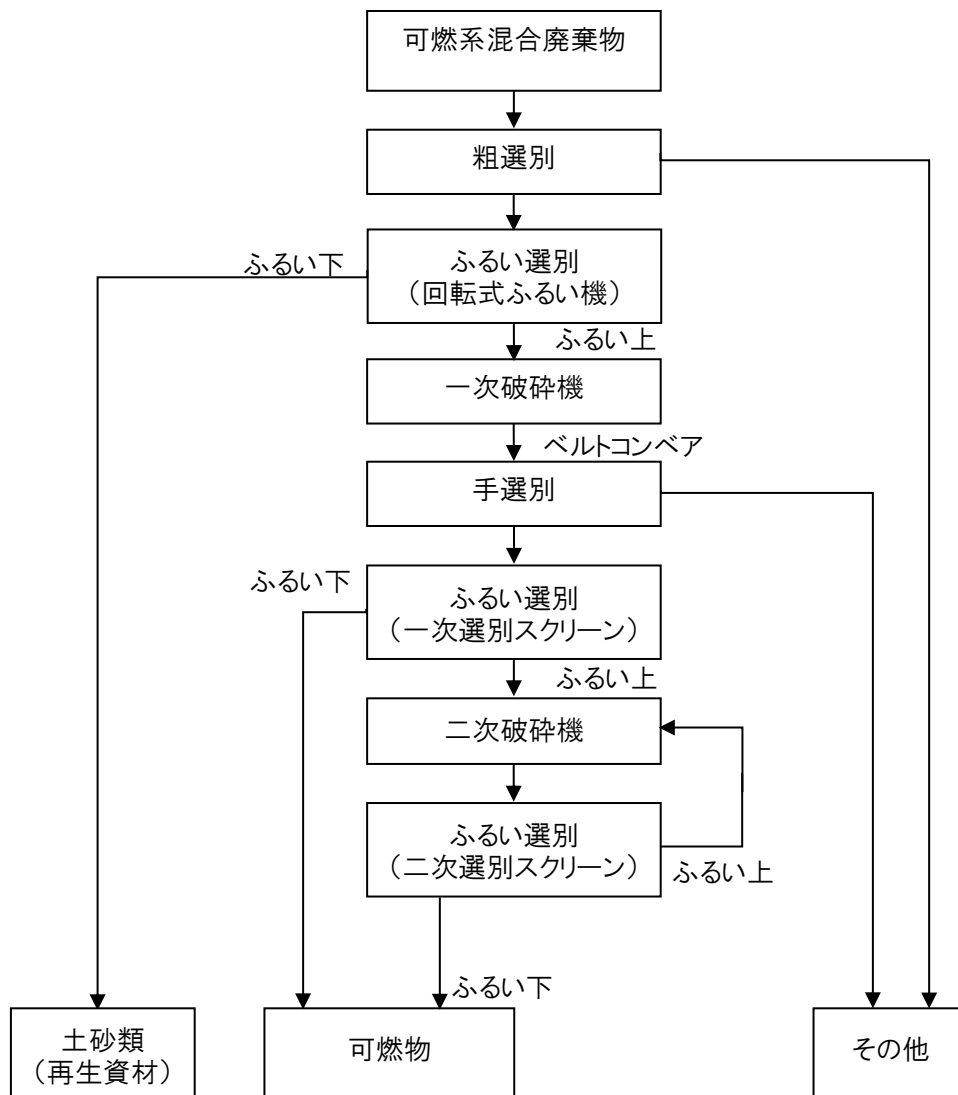 可燃系混合廃棄物
粗選別
ふるい下
ふるい選別
（回転式ふるい機）
ふるい上
一次破砕機
ベルトコンベア
手選別
ふるい下
ふるい選別
（一次選別スクリーン）
ふるい上
二次破砕機
ふるい選別
（二次選別スクリーン）
ふるい上
ふるい下
土砂類
（再生資材）
可燃物
その他